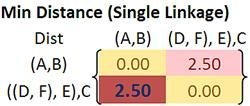 Min Distance (Single Linkage)
Dist (A,B) (D, F), E),C
(A,B) 0.00 2.50
((D, F), E),C 2.50 0.00